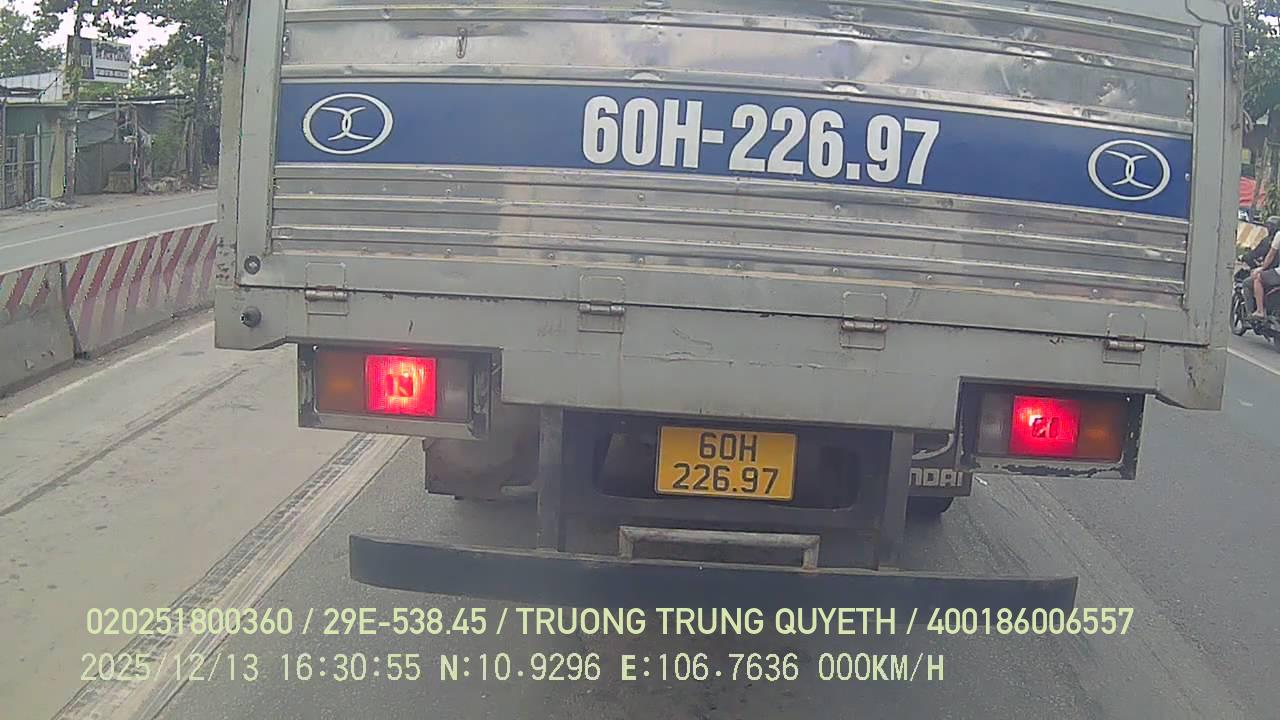 60H-226.97
60H
226.97
NDAI
020251800360 / 29E-538.45 / TRUONG TRUNG QUYETH / 400186006557
2025/12/13 16:30:55 N:10.9296 E:106.7636 000KM/H